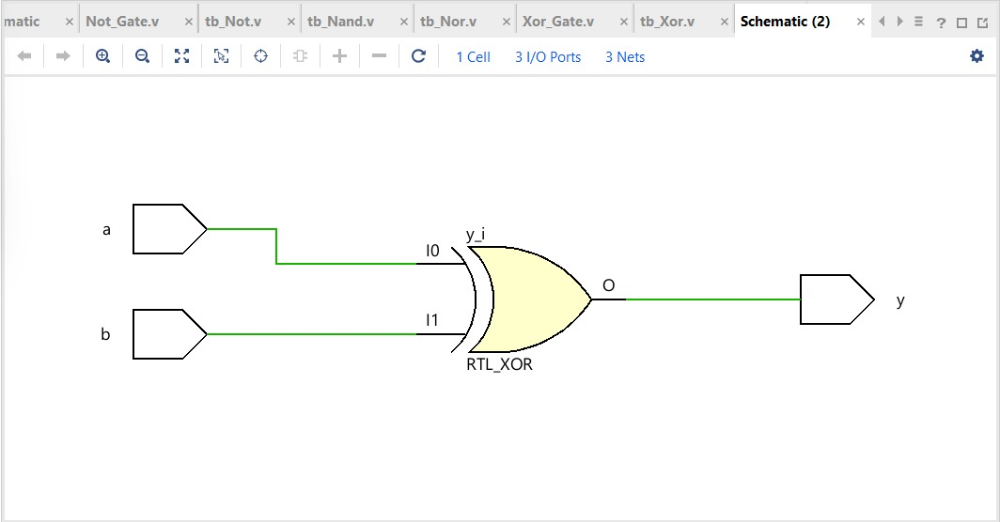 matic Not_Gate.v tb_Not.v tb_Nand.v tb_Nor.v Xor_Gate.v tb_Xor.v Schematic (2)
1 Cell 3 I/O Ports 3 Nets
a
y_i
I0
O
y
I1
b
RTL_XOR